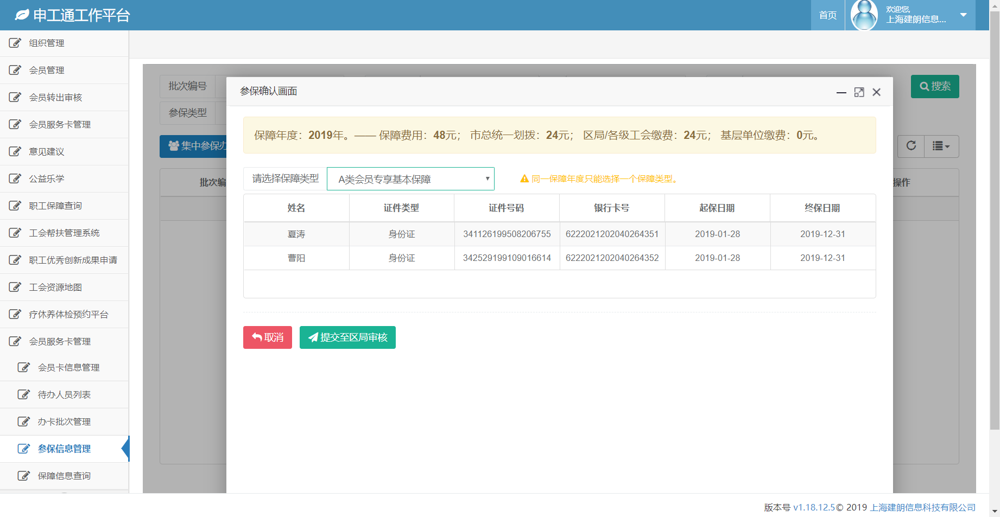 申工通工作平台
首页
欢迎您,
上海建朗信息...
组织管理
会员管理
会员转出审核
会员服务卡管理
意见建议
公益乐学
职工保障查询
工会帮扶管理系统
职工优秀创新成果申请
工会资源地图
疗休养体检预约平台
会员服务卡管理
会员卡信息管理
待办人员列表
办卡批次管理
参保信息管理
保障信息查询
批次编号
搜索
参保类型
集中参保办
批次编
操作
参保确认画面
保障年度：2019年。—— 保障费用：48元； 市总统一划拨：24元； 区局/各级工会缴费：24元； 基层单位缴费：0元。
请选择保障类型 A类会员专享基本保障 同一保障年度只能选择一个保障类型。
姓名 证件类型 证件号码 银行卡号 起保日期 终保日期
夏涛 身份证 341126199508206755 6222021202040264351 2019-01-28 2019-12-31
曹阳 身份证 342529199109016614 6222021202040264352 2019-01-28 2019-12-31
取消 提交至区局审核
版本号 v1.18.12.5© 2019 上海建朗信息科技有限公司